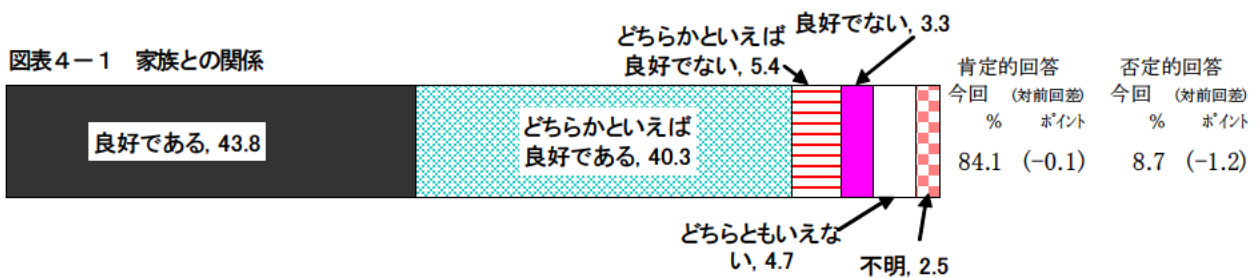 図表4－1　家族との関係
良好である, 43.8
どちらかといえば
良好である, 40.3
どちらかといえば
良好でない, 5.4
良好でない, 3.3
どちらともいえな
い, 4.7
不明, 2.5
肯定的回答　否定的回答
今回　(対前回差)　今回　(対前回差)
%　ﾎﾟｲﾝﾄ　%　ﾎﾟｲﾝﾄ
84.1　(-0.1)　8.7　(-1.2)